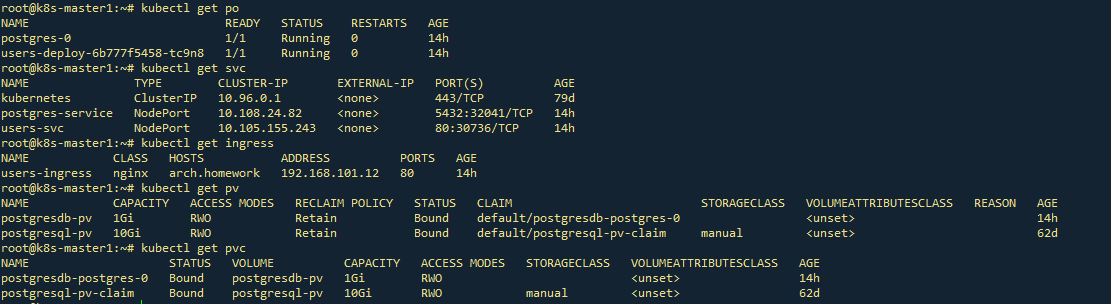 root@k8s-master1:~# kubectl get po
NAME                           READY   STATUS    RESTARTS   AGE
postgres-0                     1/1     Running   0          14h
users-deploy-6b777f5458-tc9n8  1/1     Running   0          14h
root@k8s-master1:~# kubectl get svc
NAME               TYPE        CLUSTER-IP       EXTERNAL-IP   PORT(S)          AGE
kubernetes         ClusterIP   10.96.0.1        <none>        443/TCP          79d
postgres-service   NodePort    10.108.24.82     <none>        5432:32041/TCP   14h
users-svc          NodePort    10.105.155.243   <none>        80:30736/TCP     14h
root@k8s-master1:~# kubectl get ingress
NAME            CLASS   HOSTS           ADDRESS          PORTS   AGE
users-ingress   nginx   arch.homework   192.168.101.12   80      14h
root@k8s-master1:~# kubectl get pv
NAME            CAPACITY   ACCESS MODES   RECLAIM POLICY   STATUS   CLAIM                           STORAGECLASS   VOLUMEATTRIBUTESCLASS   REASON   AGE
postgresdb-pv   1Gi        RWO            Retain           Bound    default/postgresdb-postgres-0                  <unset>                          14h
postgresql-pv   10Gi       RWO            Retain           Bound    default/postgresql-pv-claim     manual         <unset>                          62d
root@k8s-master1:~# kubectl get pvc
NAME                    STATUS   VOLUME          CAPACITY   ACCESS MODES   STORAGECLASS   VOLUMEATTRIBUTESCLASS   AGE
postgresdb-postgres-0   Bound    postgresdb-pv   1Gi        RWO                           <unset>                 14h
postgresql-pv-claim     Bound    postgresql-pv   10Gi       RWO            manual         <unset>                 62d